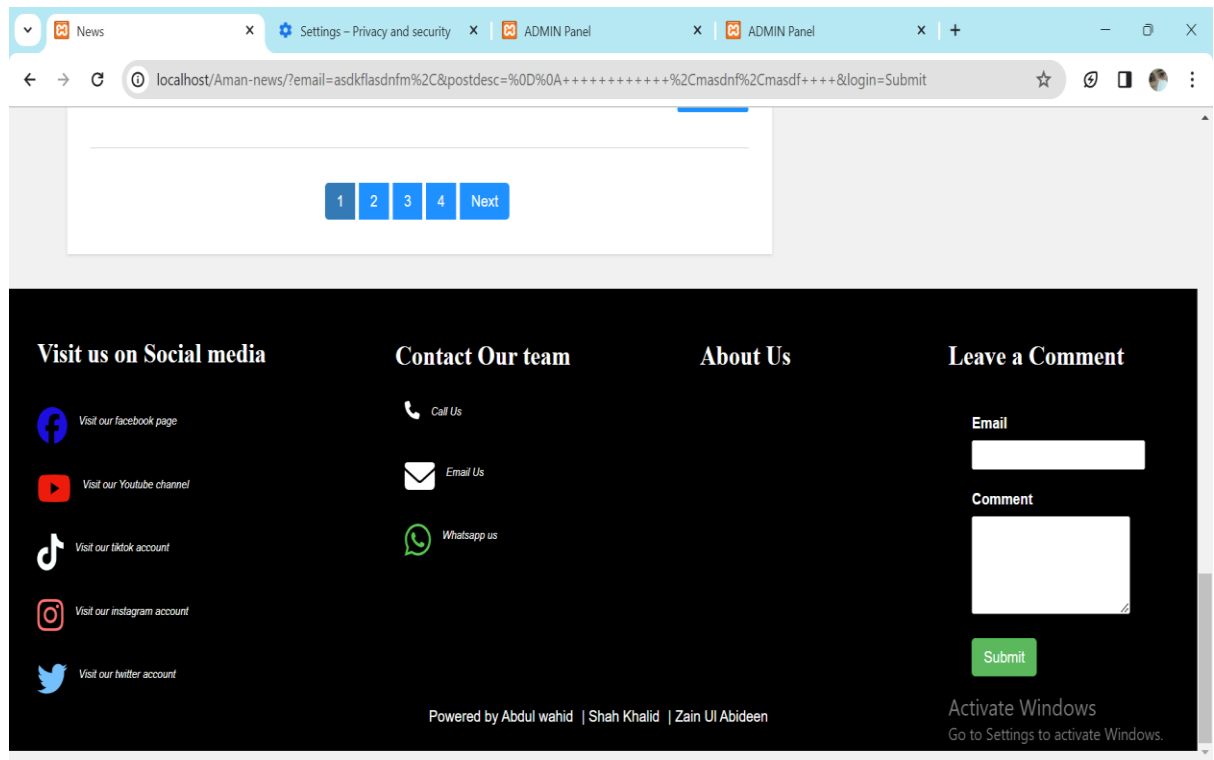 News
Settings – Privacy and security
ADMIN Panel
ADMIN Panel
localhost/Aman-news/?email=asdkflasdnfm%2C&postdesc=%0D%0A++++++++++++%2Cmasdnf%2Cmasdf++++&login=Submit
1 2 3 4 Next
Visit us on Social media
Visit our facebook page
Visit our Youtube channel
Visit our tiktok account
Visit our instagram account
Visit our twitter account
Contact Our team
Call Us
Email Us
Whatsapp us
About Us
Leave a Comment
Email
Comment
Submit
Powered by Abdul wahid | Shah Khalid | Zain Ul Abideen
Activate Windows
Go to Settings to activate Windows.